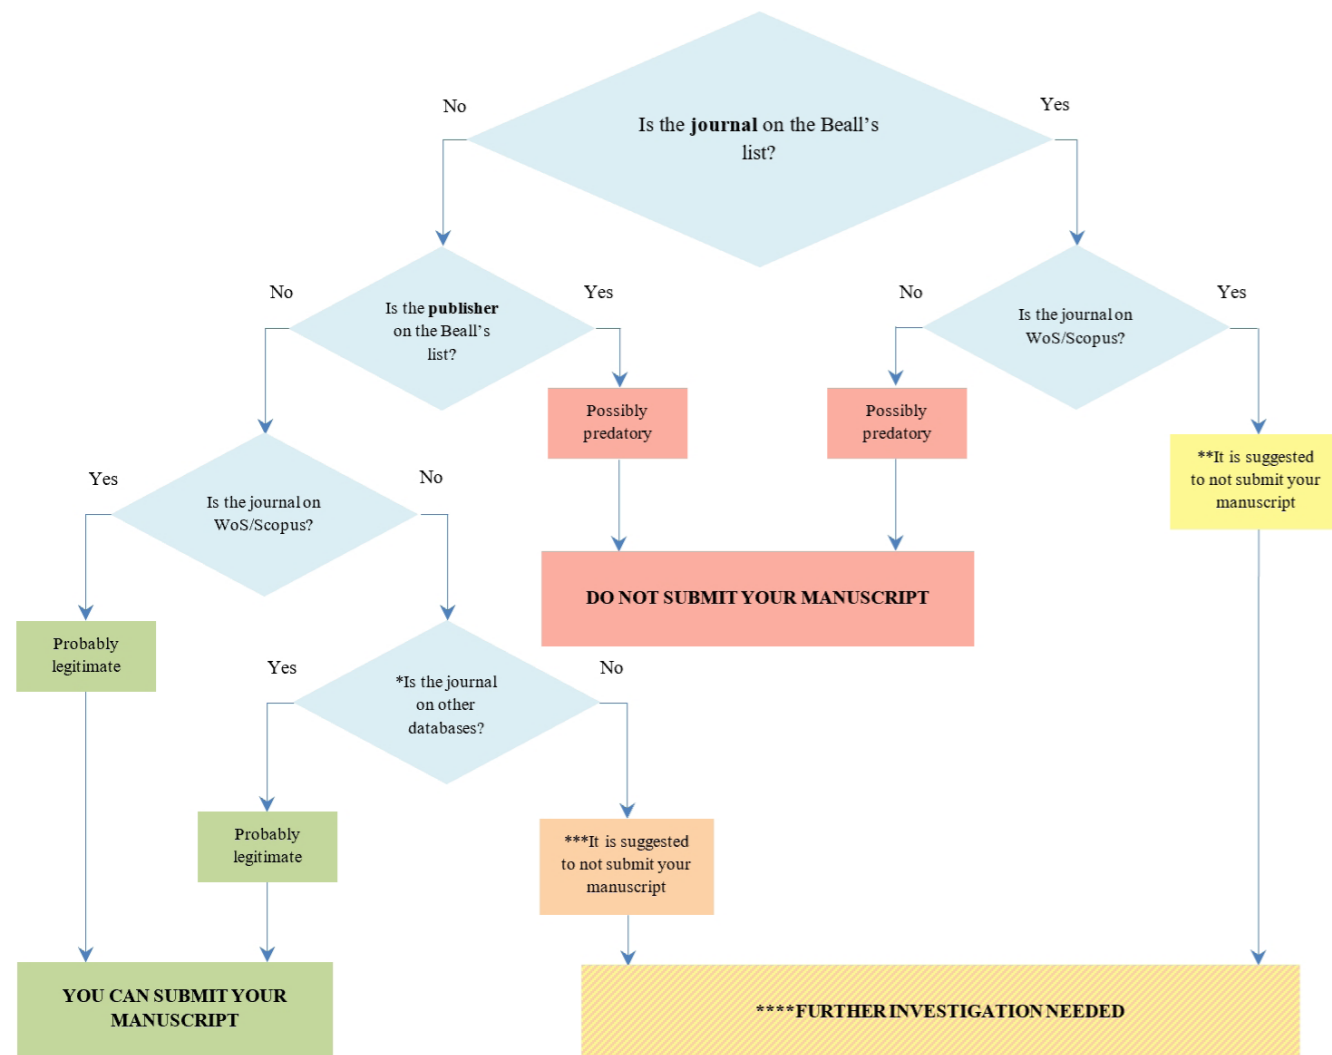 No
Yes
Is the journal on the Beall's
list?
No
Yes
No
Yes
Is the publisher
on the Beall's
list?
Is the journal on
WoS/Scopus?
Possibly
predatory
Possibly
predatory
**It is suggested
to not submit your
manuscript
Yes
No
Is the journal on
WoS/Scopus?
DO NOT SUBMIT YOUR MANUSCRIPT
Probably
legitimate
Yes
No
*Is the journal
on other
databases?
Probably
legitimate
***It is suggested
to not submit your
manuscript
YOU CAN SUBMIT YOUR
MANUSCRIPT
****FURTHER INVESTIGATION NEEDED